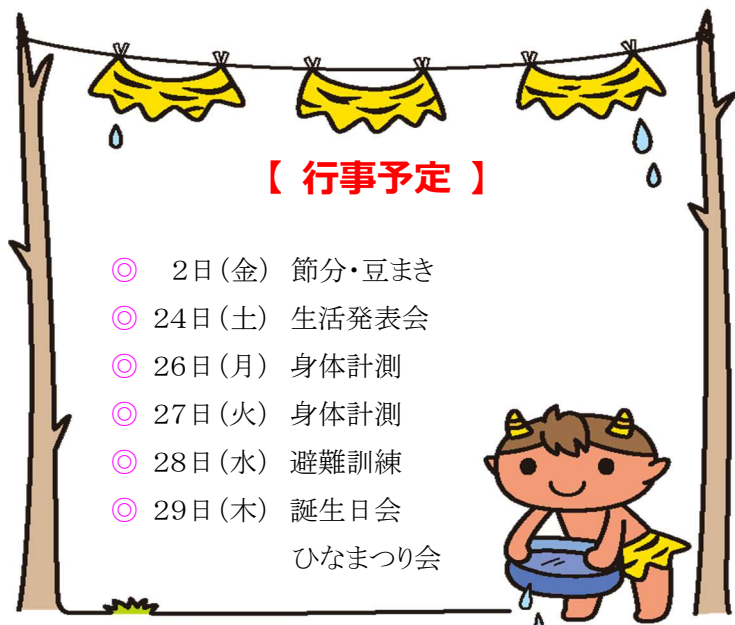 【 行事予定 】
◎ 2日(金) 節分・豆まき
◎ 24日(土) 生活発表会
◎ 26日(月) 身体計測
◎ 27日(火) 身体計測
◎ 28日(水) 避難訓練
◎ 29日(木) 誕生日会
ひなまつり会